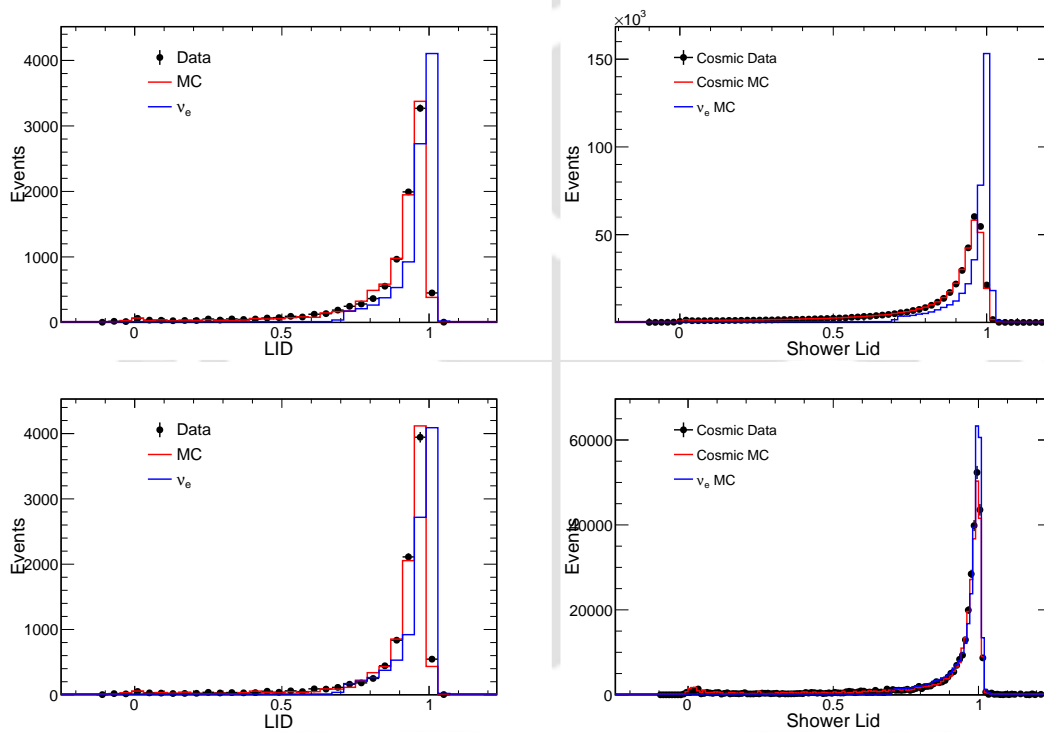 ×10³
4000
3000
2000
1000
0
Events
Data
MC
νe
0
0.5
1
LID
150
100
50
0
Events
Cosmic Data
Cosmic MC
νe MC
0
0.5
1
Shower Lid
4000
3000
2000
1000
0
Events
Data
MC
νe
0
0.5
1
LID
60000
40000
20000
0
Events
Cosmic Data
Cosmic MC
νe MC
0
0.5
1
Shower Lid